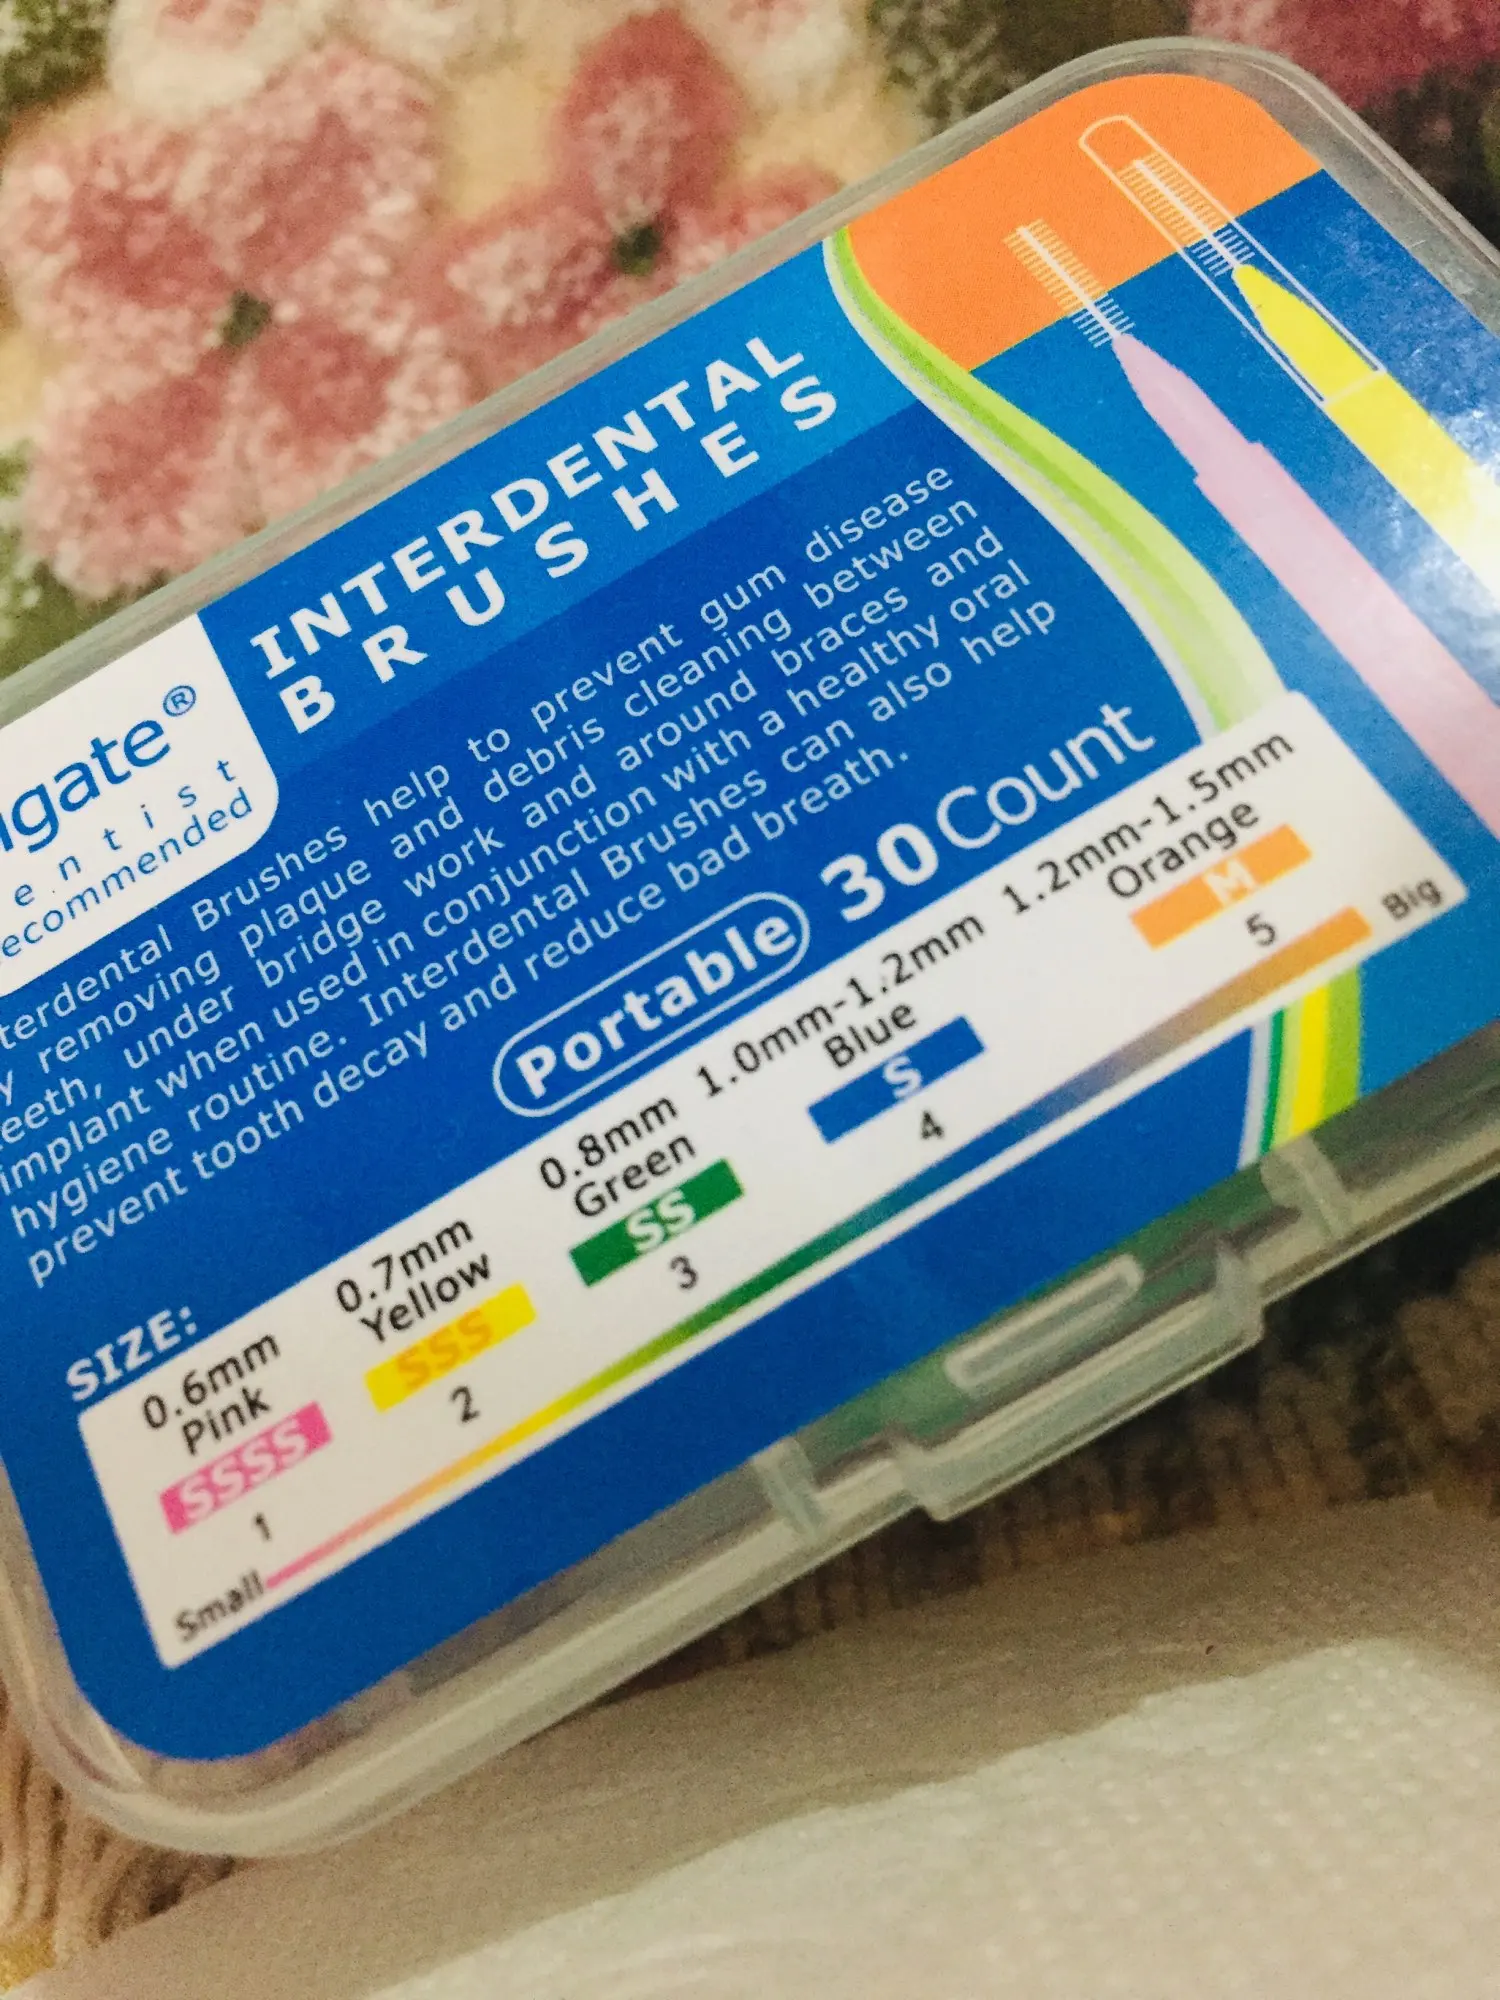 lgate®
entist
ecommended
INTERDENTAL
BRUSHES
terdental Brushes help to prevent gum disease
y removing plaque and debris cleaning between
eeth, under bridge work and around braces and
implant when used in conjunction with a healthy oral
hygiene routine. Interdental Brushes can also help
prevent tooth decay and reduce bad breath.
Portable 30 Count
SIZE:
0.6mm 0.7mm 0.8mm 1.0mm-1.2mm 1.2mm-1.5mm
Pink Yellow Green Blue Orange
SSSS SSS SS S M
1 2 3 4 5
Small Big